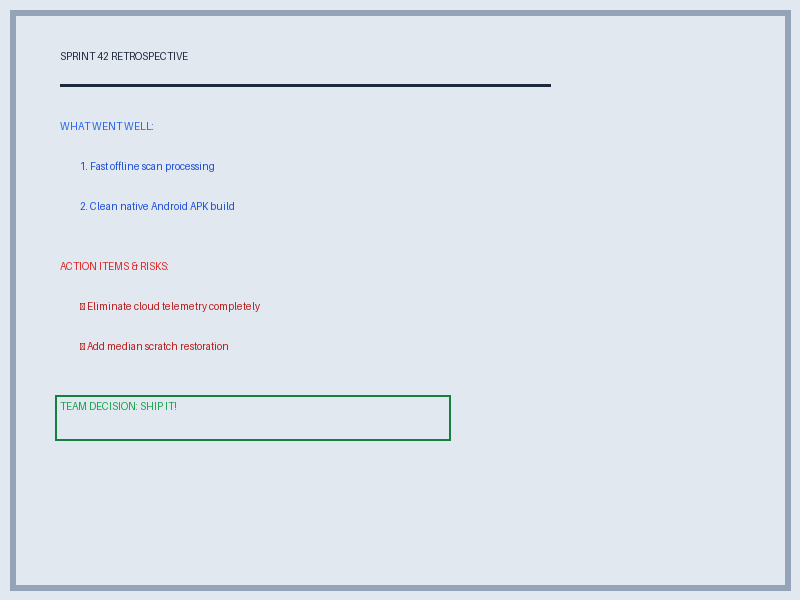 SPRINT 42 RETROSPECTIVE
WHAT WENT WELL:
1. Fast offline scan processing
2. Clean native Android APK build
ACTION ITEMS & RISKS:
Eliminate cloud telemetry completely
Add median scratch restoration
TEAM DECISION: SHIP IT!